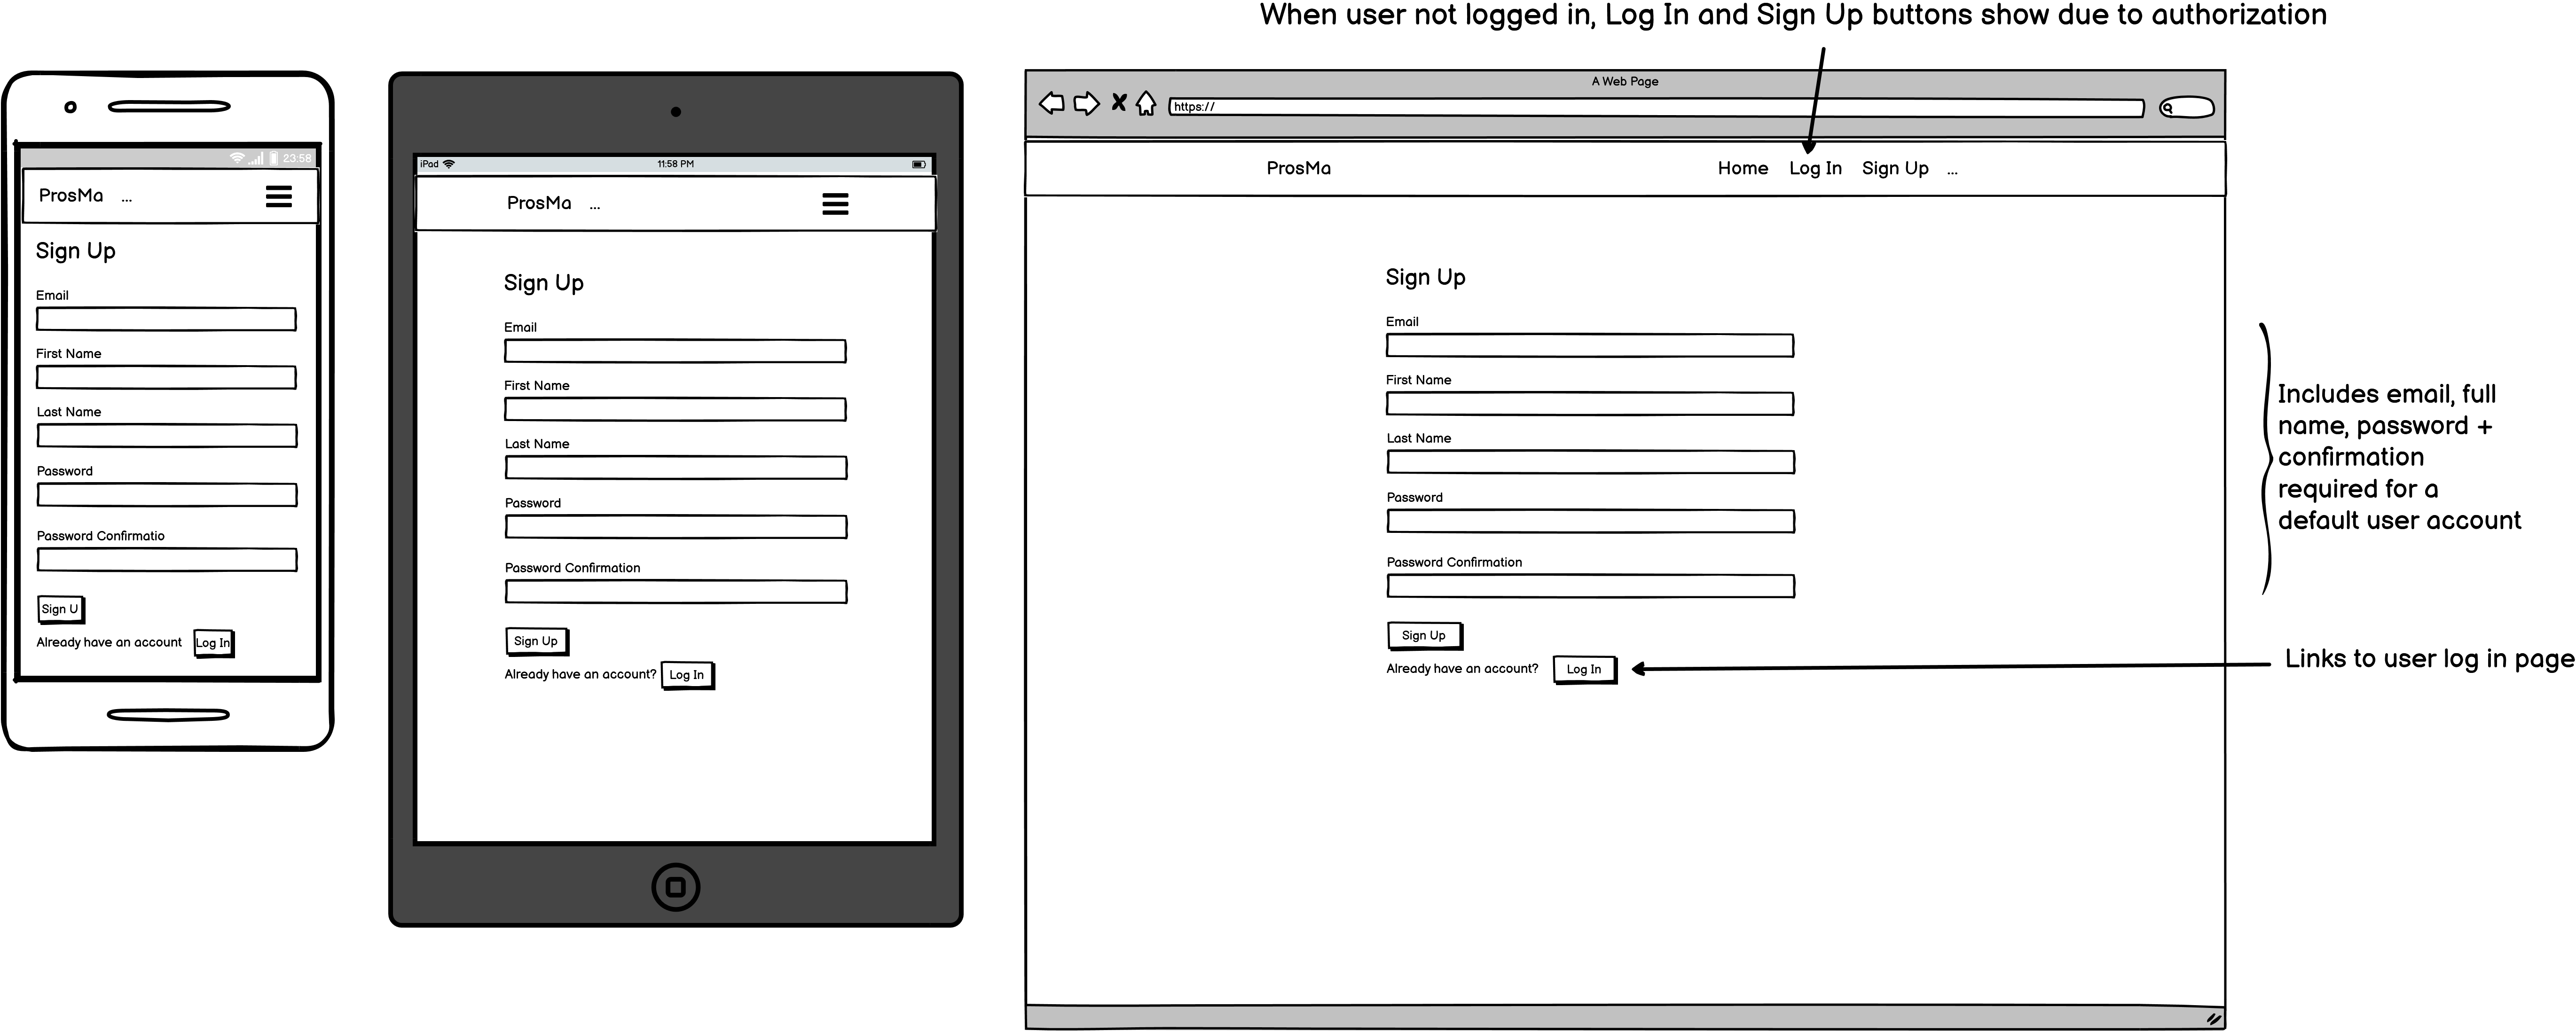 When user not logged in, Log In and Sign Up buttons show due to authorization
23:58
ProsMa ...
Sign Up
Email
First Name
Last Name
Password
Password Confirmatio
Sign U
Already have an account Log In
iPad 11:58 PM
ProsMa ...
Sign Up
Email
First Name
Last Name
Password
Password Confirmation
Sign Up
Already have an account? Log In
A Web Page
https://
ProsMa Home Log In Sign Up ...
Sign Up
Email
First Name
Last Name
Password
Password Confirmation
Sign Up
Already have an account? Log In
Includes email, full
name, password +
confirmation
required for a
default user account
Links to user log in page